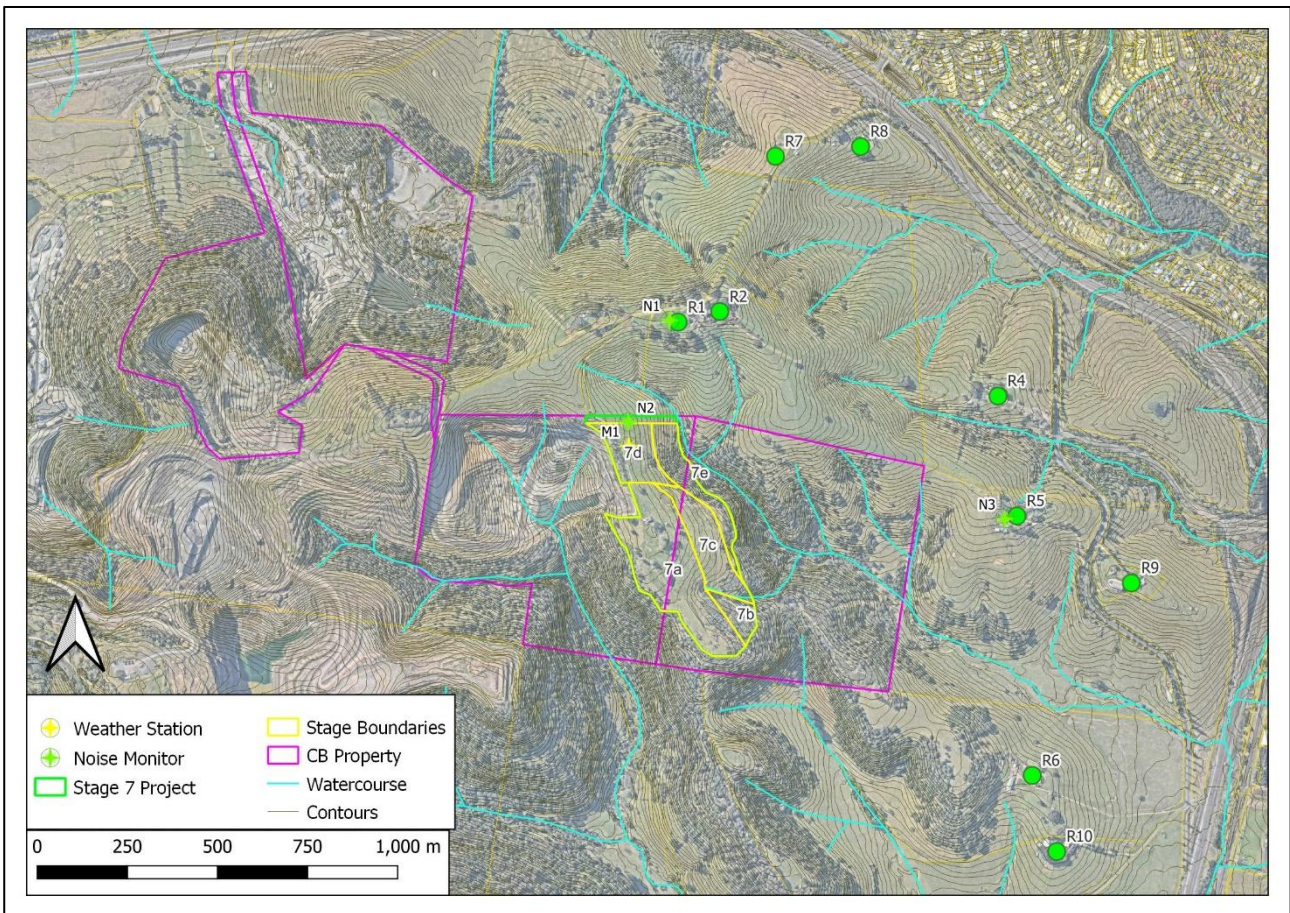 R7
R8
N1
R1
R2
R4
N2
M1
7d
7e
N3
R5
7c
7a
R9
7b
R6
R10
Weather Station
Noise Monitor
Stage 7 Project
Stage Boundaries
CB Property
Watercourse
Contours
0 250 500 750 1,000 m